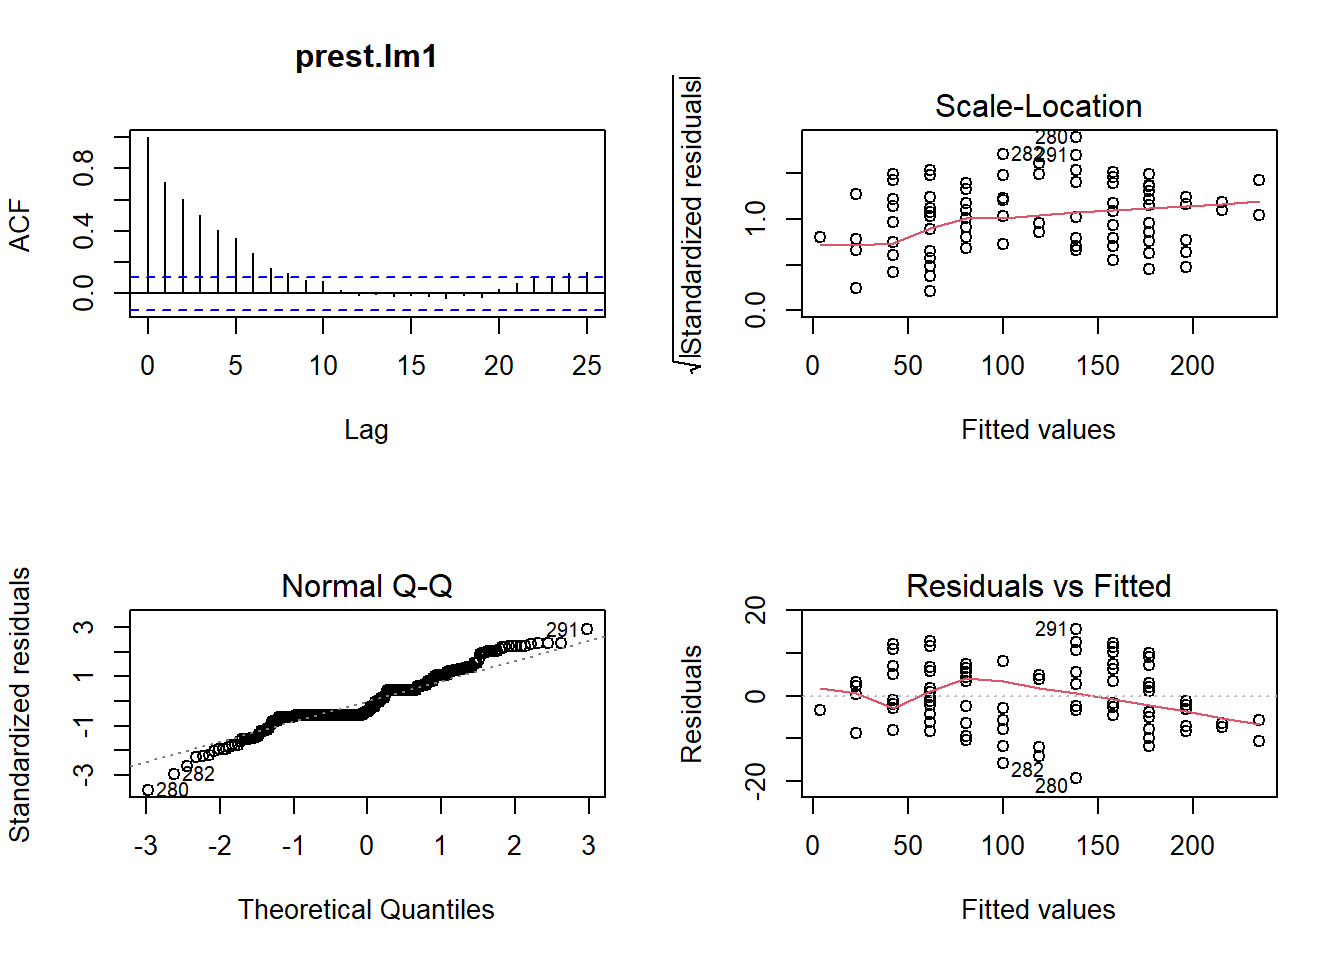 prest.lm1
ACF
0.0 0.4 0.8
0 5 10 15 20 25
Lag
Scale-Location
√|Standardized residuals|
0.0 1.0
280
282 291
0 50 100 150 200
Fitted values
Normal Q-Q
Standardized residuals
-3 -1 1 3
291
282
280
-3 -2 -1 0 1 2 3
Theoretical Quantiles
Residuals vs Fitted
Residuals
-20 0 20
291
282
280
0 50 100 150 200
Fitted values